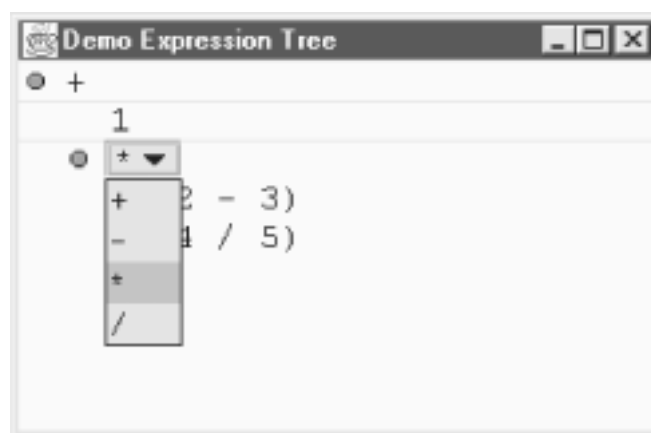 Demo Expression Tree
+
1
*
+ 2 - 3)
- 4 / 5)
*
/